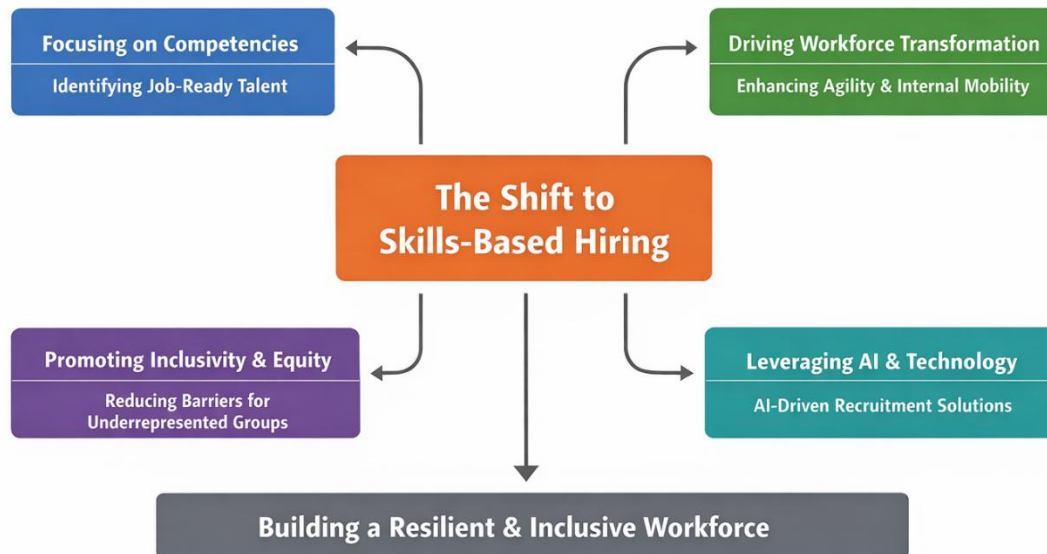 Focusing on Competencies
Identifying Job-Ready Talent
Driving Workforce Transformation
Enhancing Agility & Internal Mobility
The Shift to
Skills-Based Hiring
Promoting Inclusivity & Equity
Reducing Barriers for
Underrepresented Groups
Leveraging AI & Technology
AI-Driven Recruitment Solutions
Building a Resilient & Inclusive Workforce